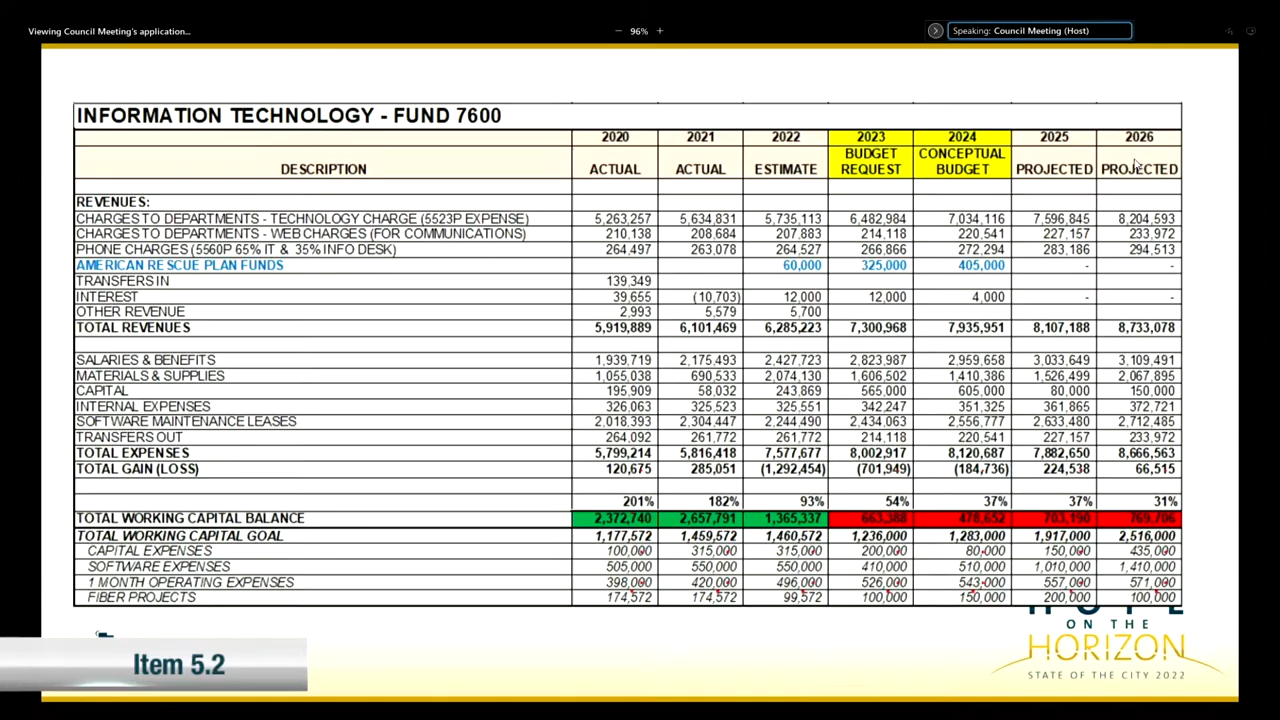 Viewing Council Meeting's application...
− 96% +
Speaking: Council Meeting (Host)
INFORMATION TECHNOLOGY - FUND 7600
2020 2021 2022 2023 2024 2025 2026
DESCRIPTION ACTUAL ACTUAL ESTIMATE BUDGET REQUEST CONCEPTUAL BUDGET PROJECTED PROJECTED
REVENUES:
CHARGES TO DEPARTMENTS - TECHNOLOGY CHARGE (5523P EXPENSE) 5,263,257 5,634,831 5,735,113 6,482,984 7,034,116 7,596,845 8,204,593
CHARGES TO DEPARTMENTS - WEB CHARGES (FOR COMMUNICATIONS) 210,138 208,684 207,883 214,118 220,541 227,157 233,972
PHONE CHARGES (5560P 65% IT & 35% INFO DESK) 264,497 263,078 264,527 266,866 272,294 283,186 294,513
AMERICAN RESCUE PLAN FUNDS 60,000 325,000 405,000 - -
TRANSFERS IN 139,349
INTEREST 39,655 (10,703) 12,000 12,000 4,000 - -
OTHER REVENUE 2,993 5,579 5,700
TOTAL REVENUES 5,919,889 6,101,469 6,285,223 7,300,968 7,935,951 8,107,188 8,733,078
SALARIES & BENEFITS 1,939,719 2,175,493 2,427,723 2,823,987 2,959,658 3,033,649 3,109,491
MATERIALS & SUPPLIES 1,055,038 690,533 2,074,130 1,606,502 1,410,386 1,526,499 2,067,895
CAPITAL 195,909 58,032 243,869 565,000 605,000 80,000 150,000
INTERNAL EXPENSES 326,063 325,523 325,551 342,247 351,325 361,865 372,721
SOFTWARE MAINTENANCE LEASES 2,018,393 2,304,447 2,244,490 2,434,063 2,556,777 2,633,480 2,712,485
TRANSFERS OUT 264,092 261,772 261,772 214,118 220,541 227,157 233,972
TOTAL EXPENSES 5,799,214 5,816,418 7,577,677 8,002,917 8,120,687 7,882,650 8,666,563
TOTAL GAIN (LOSS) 120,675 285,051 (1,292,454) (701,949) (184,736) 224,538 66,515
201% 182% 93% 54% 37% 37% 31%
TOTAL WORKING CAPITAL BALANCE 2,372,740 2,657,791 1,365,337 663,388 478,652 703,190 769,706
TOTAL WORKING CAPITAL GOAL 1,177,572 1,459,572 1,460,572 1,236,000 1,283,000 1,917,000 2,516,000
CAPITAL EXPENSES 100,000 315,000 315,000 200,000 80,000 150,000 435,000
SOFTWARE EXPENSES 505,000 550,000 550,000 410,000 510,000 1,010,000 1,410,000
1 MONTH OPERATING EXPENSES 398,000 420,000 496,000 526,000 543,000 557,000 571,000
FIBER PROJECTS 174,572 174,572 99,572 100,000 150,000 200,000 100,000
HOPE
ON THE
HORIZON
STATE OF THE CITY 2022
Item 5.2